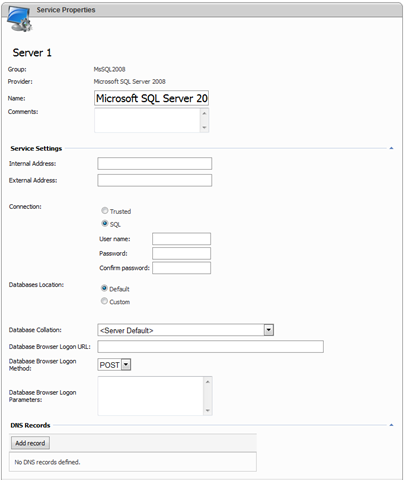 Service Properties
Server 1
Group: MsSQL2008
Provider: Microsoft SQL Server 2008
Name: Microsoft SQL Server 20
Comments:
Service Settings
Internal Address:
External Address:
Connection:
Trusted
SQL
User name:
Password:
Confirm password:
Databases Location:
Default
Custom
Database Collation: <Server Default>
Database Browser Logon URL:
Database Browser Logon
Method: POST
Database Browser Logon
Parameters:
DNS Records
Add record
No DNS records defined.